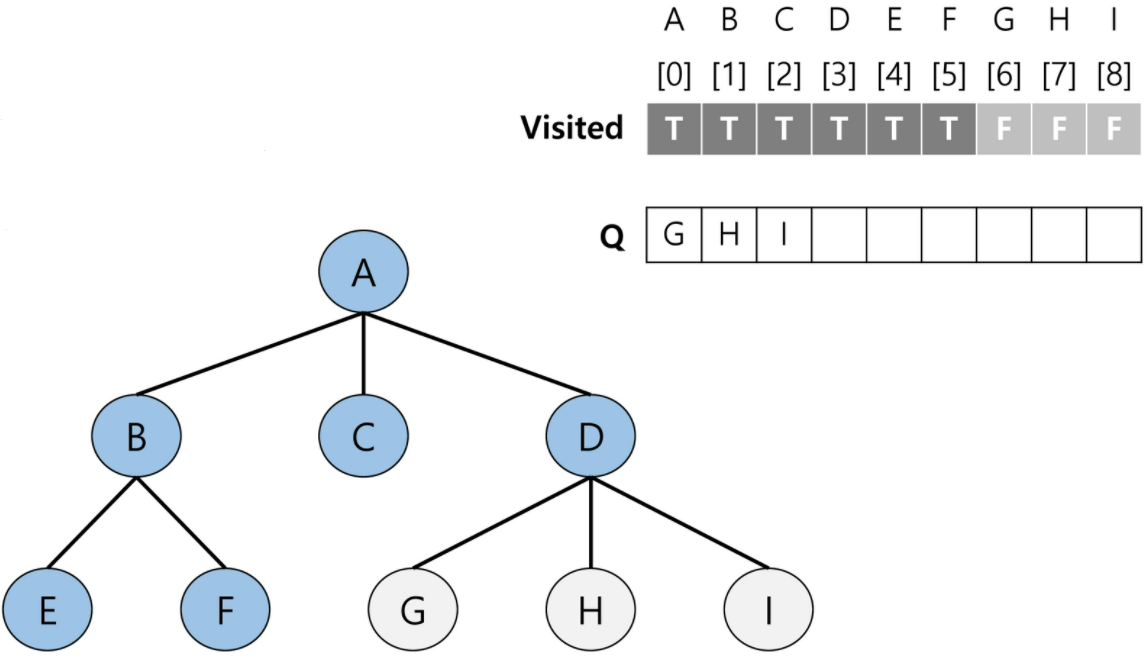 A B C D E F G H I
[0] [1] [2] [3] [4] [5] [6] [7] [8]
Visited T T T T T T F F F
Q G H I
A
B C D
E F G H I